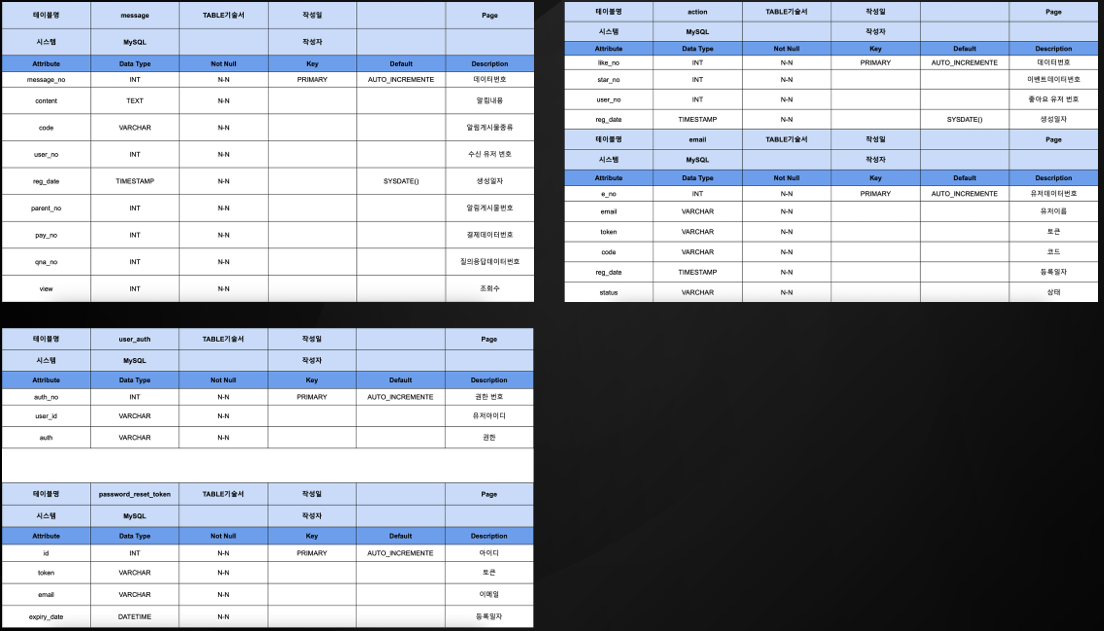 테이블명 message TABLE기술서 작성일 Page
시스템 MySQL 작성자
Attribute Data Type Not Null Key Default Description
message_no INT N-N PRIMARY AUTO_INCREMENTE 데이터번호
content TEXT N-N 알림내용
code VARCHAR N-N 알림게시물종류
user_no INT N-N 수신 유저 번호
reg_date TIMESTAMP N-N SYSDATE() 생성일자
parent_no INT N-N 알림게시물번호
pay_no INT N-N 결제데이터번호
qna_no INT N-N 질의응답데이터번호
view INT N-N 조회수
테이블명 action TABLE기술서 작성일 Page
시스템 MySQL 작성자
Attribute Data Type Not Null Key Default Description
like_no INT N-N PRIMARY AUTO_INCREMENTE 데이터번호
star_no INT N-N 이벤트데이터번호
user_no INT N-N 좋아요 유저 번호
reg_date TIMESTAMP N-N SYSDATE() 생성일자
테이블명 email TABLE기술서 작성일 Page
시스템 MySQL 작성자
Attribute Data Type Not Null Key Default Description
e_no INT N-N PRIMARY AUTO_INCREMENTE 유저데이터번호
email VARCHAR N-N 유저이름
token VARCHAR N-N 토큰
code VARCHAR N-N 코드
reg_date TIMESTAMP N-N 등록일자
status VARCHAR N-N 상태
테이블명 user_auth TABLE기술서 작성일 Page
시스템 MySQL 작성자
Attribute Data Type Not Null Key Default Description
auth_no INT N-N PRIMARY AUTO_INCREMENTE 권한 번호
user_id VARCHAR N-N 유저아이디
auth VARCHAR N-N 권한
테이블명 password_reset_token TABLE기술서 작성일 Page
시스템 MySQL 작성자
Attribute Data Type Not Null Key Default Description
id INT N-N PRIMARY AUTO_INCREMENTE 아이디
token VARCHAR N-N 토큰
email VARCHAR N-N 이메일
expiry_date DATETIME N-N 등록일자